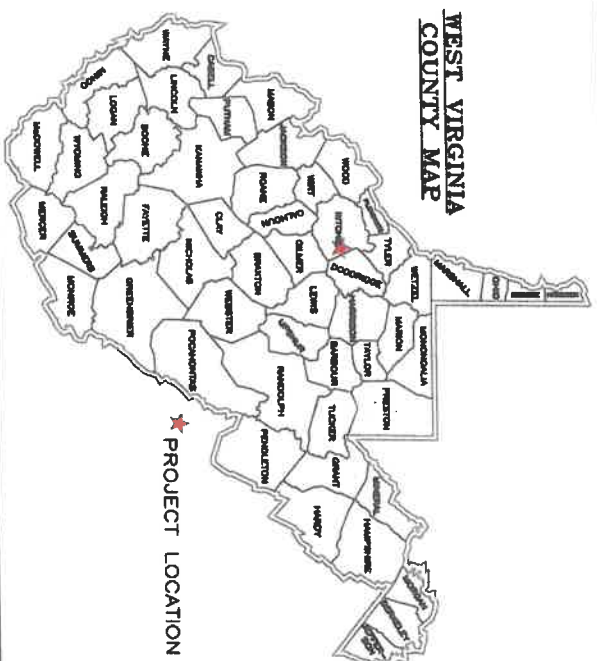 WEST VIRGINIA
COUNTY MAP
HANCOCK
OHIO
MARSHALL
WETZEL
MONONGALIA
MARION
TYLER
PRESTON
TAYLOR
HARRISON
DODDRIDGE
RITCHIE
WOOD
WIRT
BARBOUR
TUCKER
GRANT
MINERAL
HAMPSHIRE
MORGAN
BERKELEY
HARDY
PENDLETON
RANDOLPH
UPSHUR
LEWIS
GILMER
CALHOUN
ROANE
JACKSON
MASON
PUTNAM
CABELL
WAYNE
LINCOLN
KANAWHA
CLAY
BRAXTON
WEBSTER
POCAHONTAS
NICHOLAS
GREENBRIER
FAYETTE
BOONE
LOGAN
MINGO
WYOMING
RALEIGH
SUMMERS
MONROE
MERCER
McDOWELL
PROJECT LOCATION